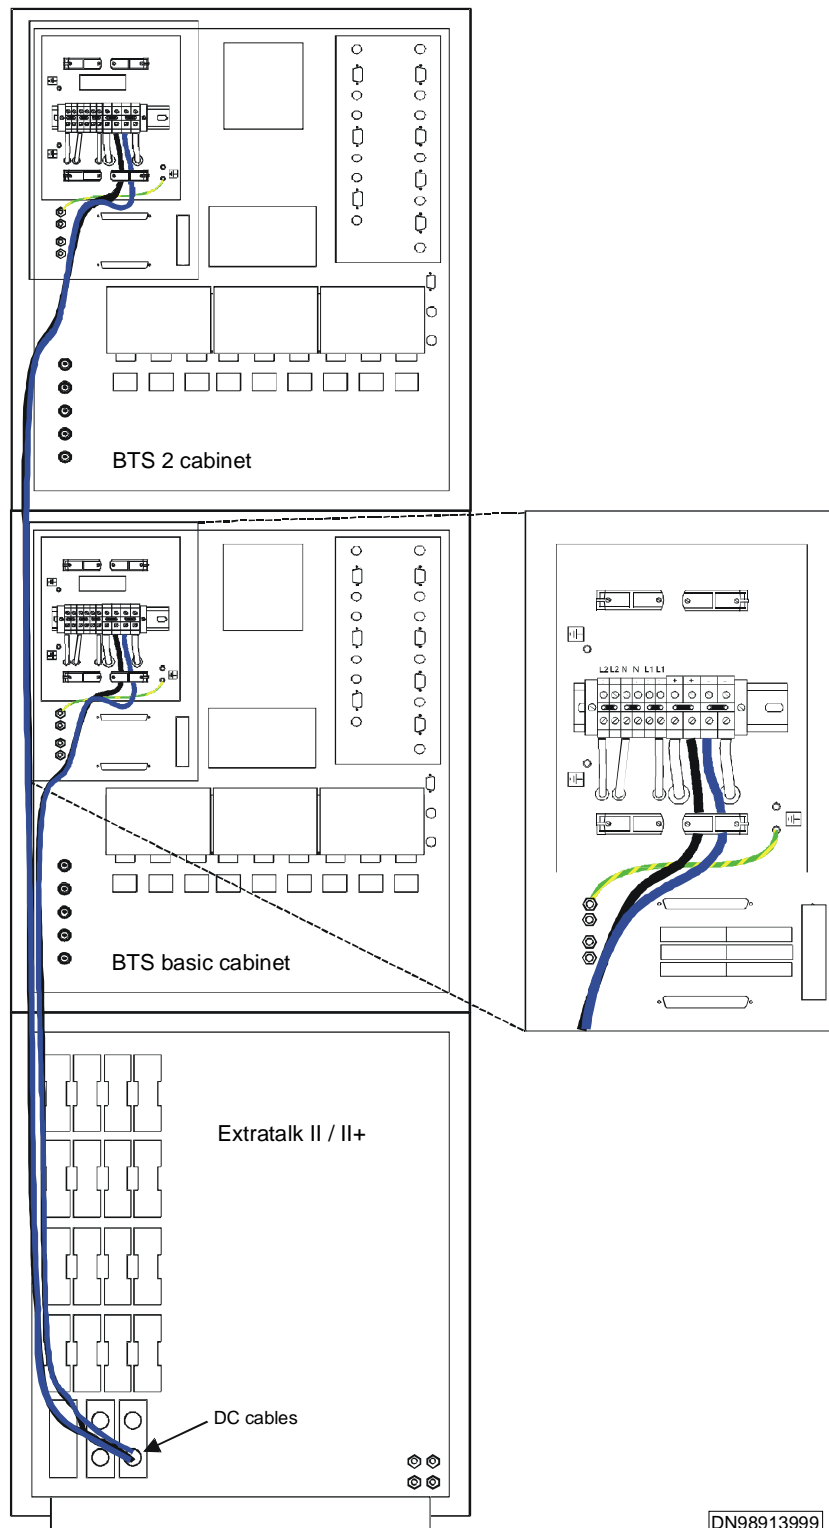 BTS 2 cabinet
L2 L2 N N L1 L1 + + - -
BTS basic cabinet
Extratalk II / II+
DC cables
DN98913999